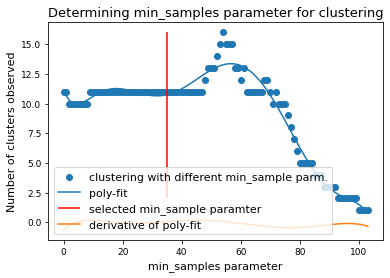 Determining min_samples parameter for clustering
Number of clusters observed
15.0
12.5
10.0
7.5
5.0
2.5
0.0
clustering with different min_sample parm.
poly-fit
selected min_sample paramter
derivative of poly-fit
0
20
40
60
80
100
min_samples parameter